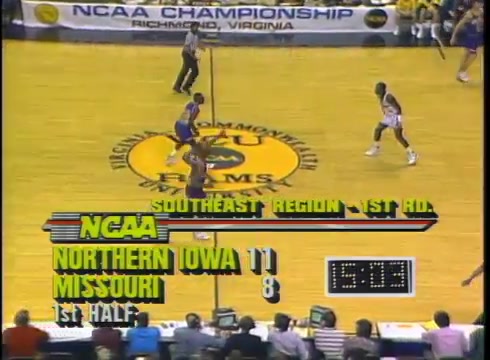 NCAA CHAMPIONSHIP
RICHMOND, VIRGINIA
VIRGINIA COMMONWEALTH
VCU
RAMS
UNIVERSITY
SOUTHEAST REGION - 1ST RD.
NCAA
NORTHERN IOWA 11
MISSOURI 8
1st HALF:
15:03